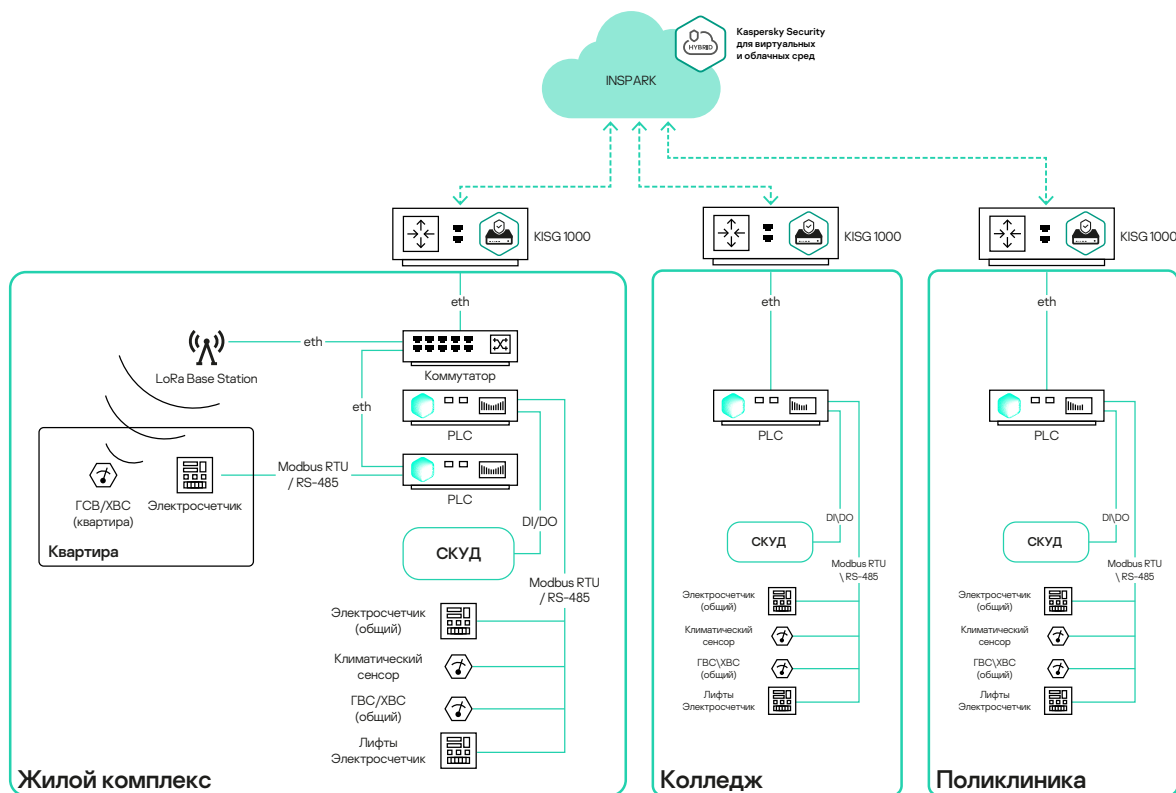 Kaspersky Security
для виртуальных
и облачных сред
HYBRID
INSPARK
KISG 1000
KISG 1000
KISG 1000
eth
eth
eth
LoRa Base Station
eth
Коммутатор
eth
PLC
PLC
PLC
PLC
Modbus RTU
/ RS-485
ГСВ/ХВС
(квартира)
Электросчетчик
Квартира
DI/DO
СКУД
Modbus RTU
/ RS-485
Электросчетчик
(общий)
Климатический
сенсор
ГВС/ХВС
(общий)
Лифты
Электросчетчик
Жилой комплекс
DI\DO
СКУД
Modbus RTU
\ RS-485
Электросчетчик
(общий)
Климатический
сенсор
ГВС\ХВС
(общий)
Лифты
Электросчетчик
Колледж
DI\DO
СКУД
Modbus RTU
\ RS-485
Электросчетчик
(общий)
Климатический
сенсор
ГВС\ХВС
(общий)
Лифты
Электросчетчик
Поликлиника